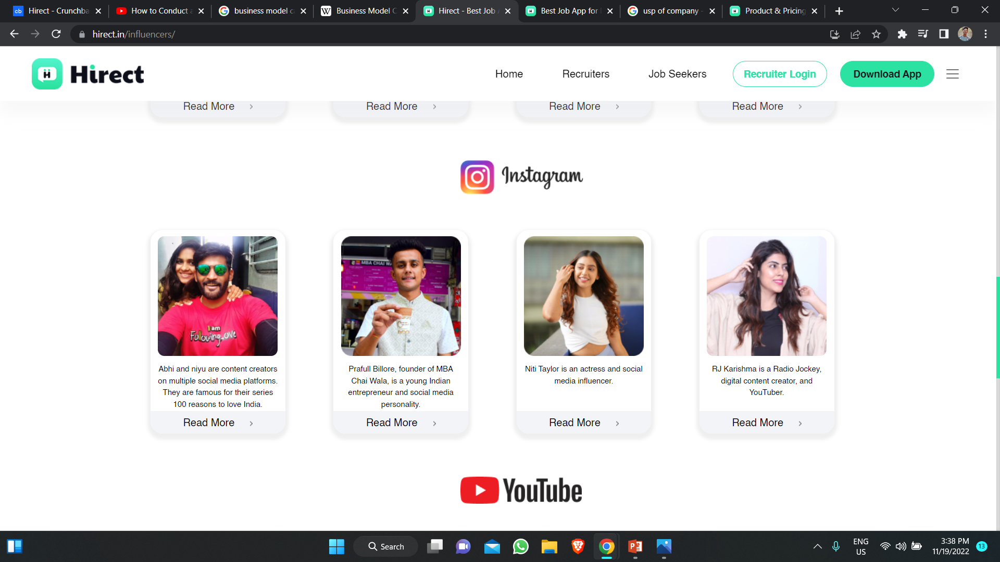 Hirect - Crunchba
How to Conduct a
business model c
Business Model C
Hirect - Best Job
Best Job App for
usp of company -
Product & Pricing
hirect.in/influencers/
Hirect
Home
Recruiters
Job Seekers
Recruiter Login
Download App
Read More
Read More
Read More
Read More
Instagram
MBA CHAI WA
I am
Following Love
Abhi and niyu are content creators
on multiple social media platforms.
They are famous for their series
100 reasons to love India.
Read More
Prafull Billore, founder of MBA
Chai Wala, is a young Indian
entrepreneur and social media
personality.
Read More
Niti Taylor is an actress and social
media influencer.
Read More
RJ Karishma is a Radio Jockey,
digital content creator, and
YouTuber.
Read More
YouTube
Search
ENG
US
3:38 PM
11/19/2022
13